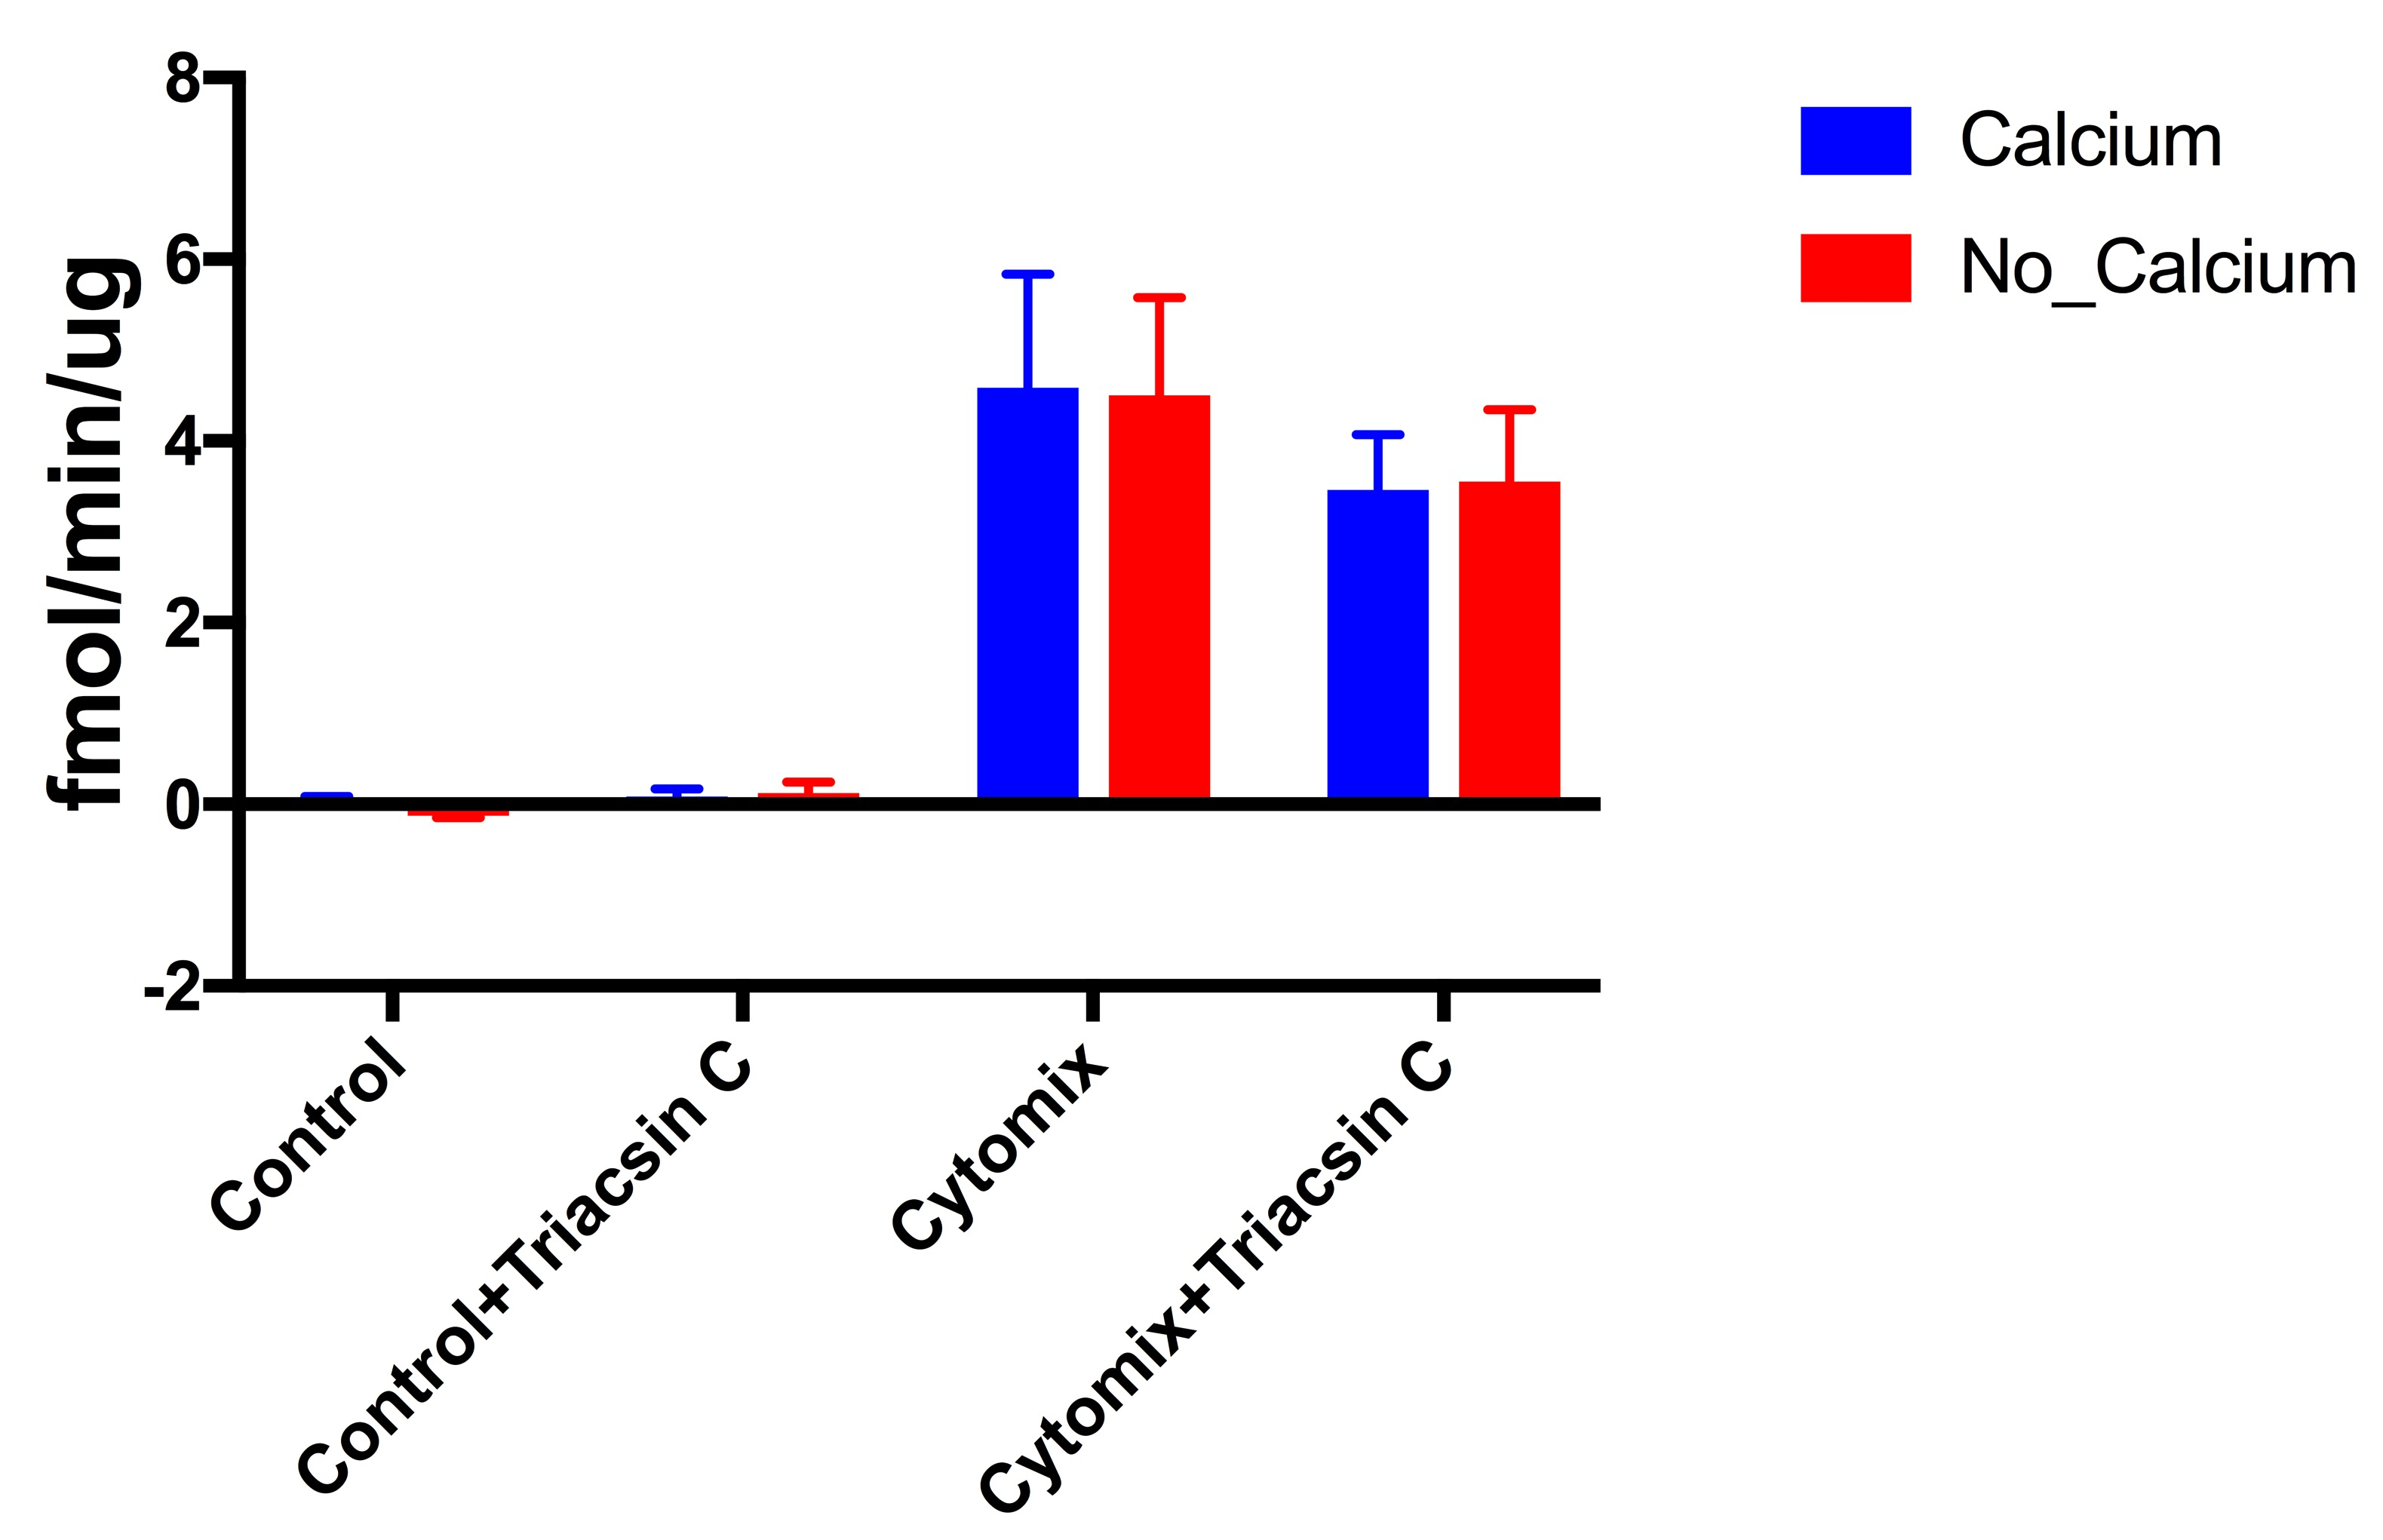 fmol/min/ug
8
6
4
2
0
-2
Control
Control+Triacsin C
Cytomix
Cytomix+Triacsin C
Calcium
No_Calcium